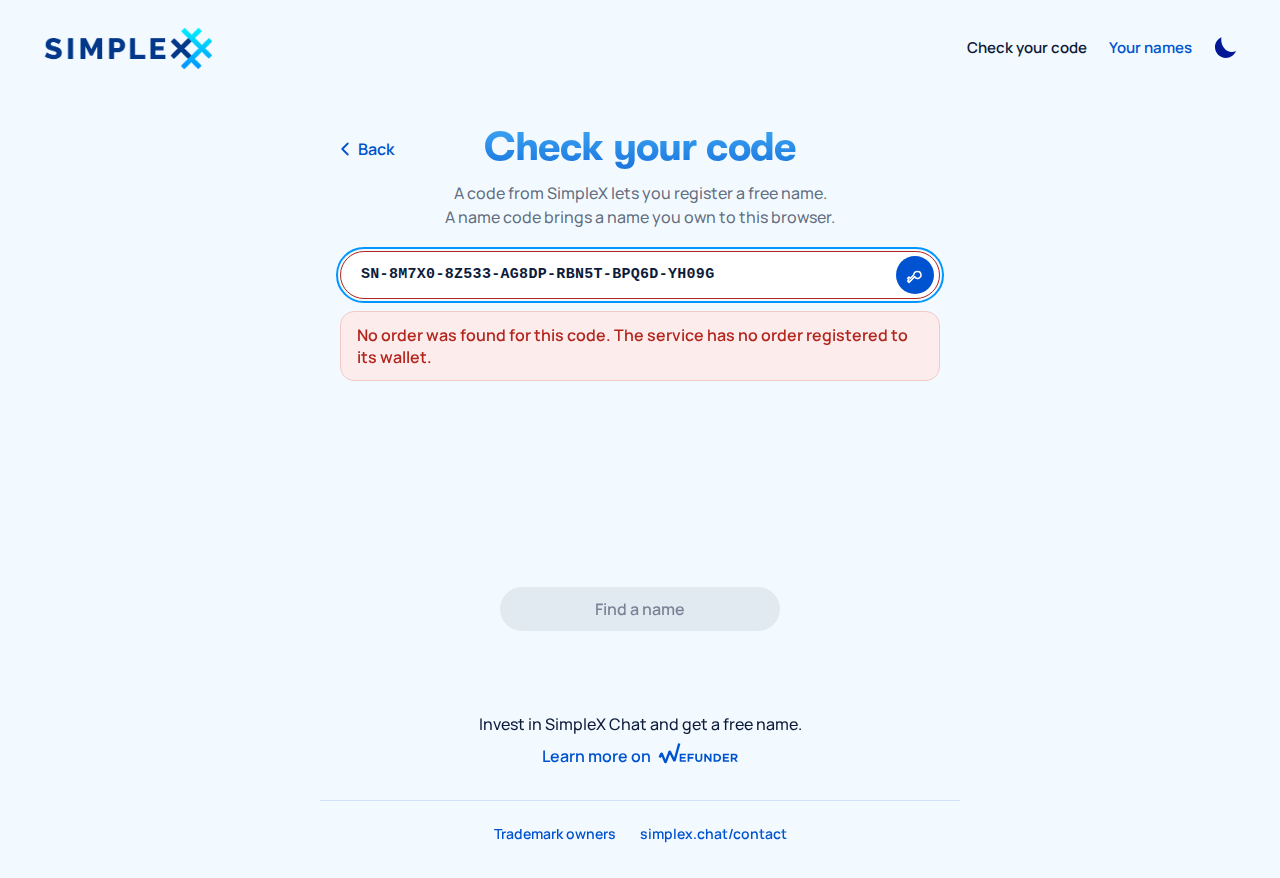 SIMPLEX
Check your code
Your names
Back
Check your code
A code from SimpleX lets you register a free name.
A name code brings a name you own to this browser.
SN-8M7X0-8Z533-AG8DP-RBN5T-BPQ6D-YH09G
No order was found for this code. The service has no order registered to
its wallet.
Find a name
Invest in SimpleX Chat and get a free name.
Learn more on WEFUNDER
Trademark owners
simplex.chat/contact